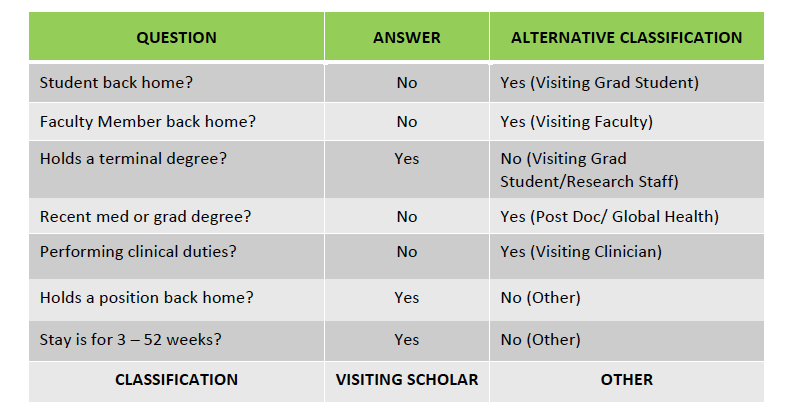 QUESTION ANSWER ALTERNATIVE CLASSIFICATION
Student back home? No Yes (Visiting Grad Student)
Faculty Member back home? No Yes (Visiting Faculty)
Holds a terminal degree? Yes No (Visiting Grad
Student/Research Staff)
Recent med or grad degree? No Yes (Post Doc/ Global Health)
Performing clinical duties? No Yes (Visiting Clinician)
Holds a position back home? Yes No (Other)
Stay is for 3 – 52 weeks? Yes No (Other)
CLASSIFICATION VISITING SCHOLAR OTHER